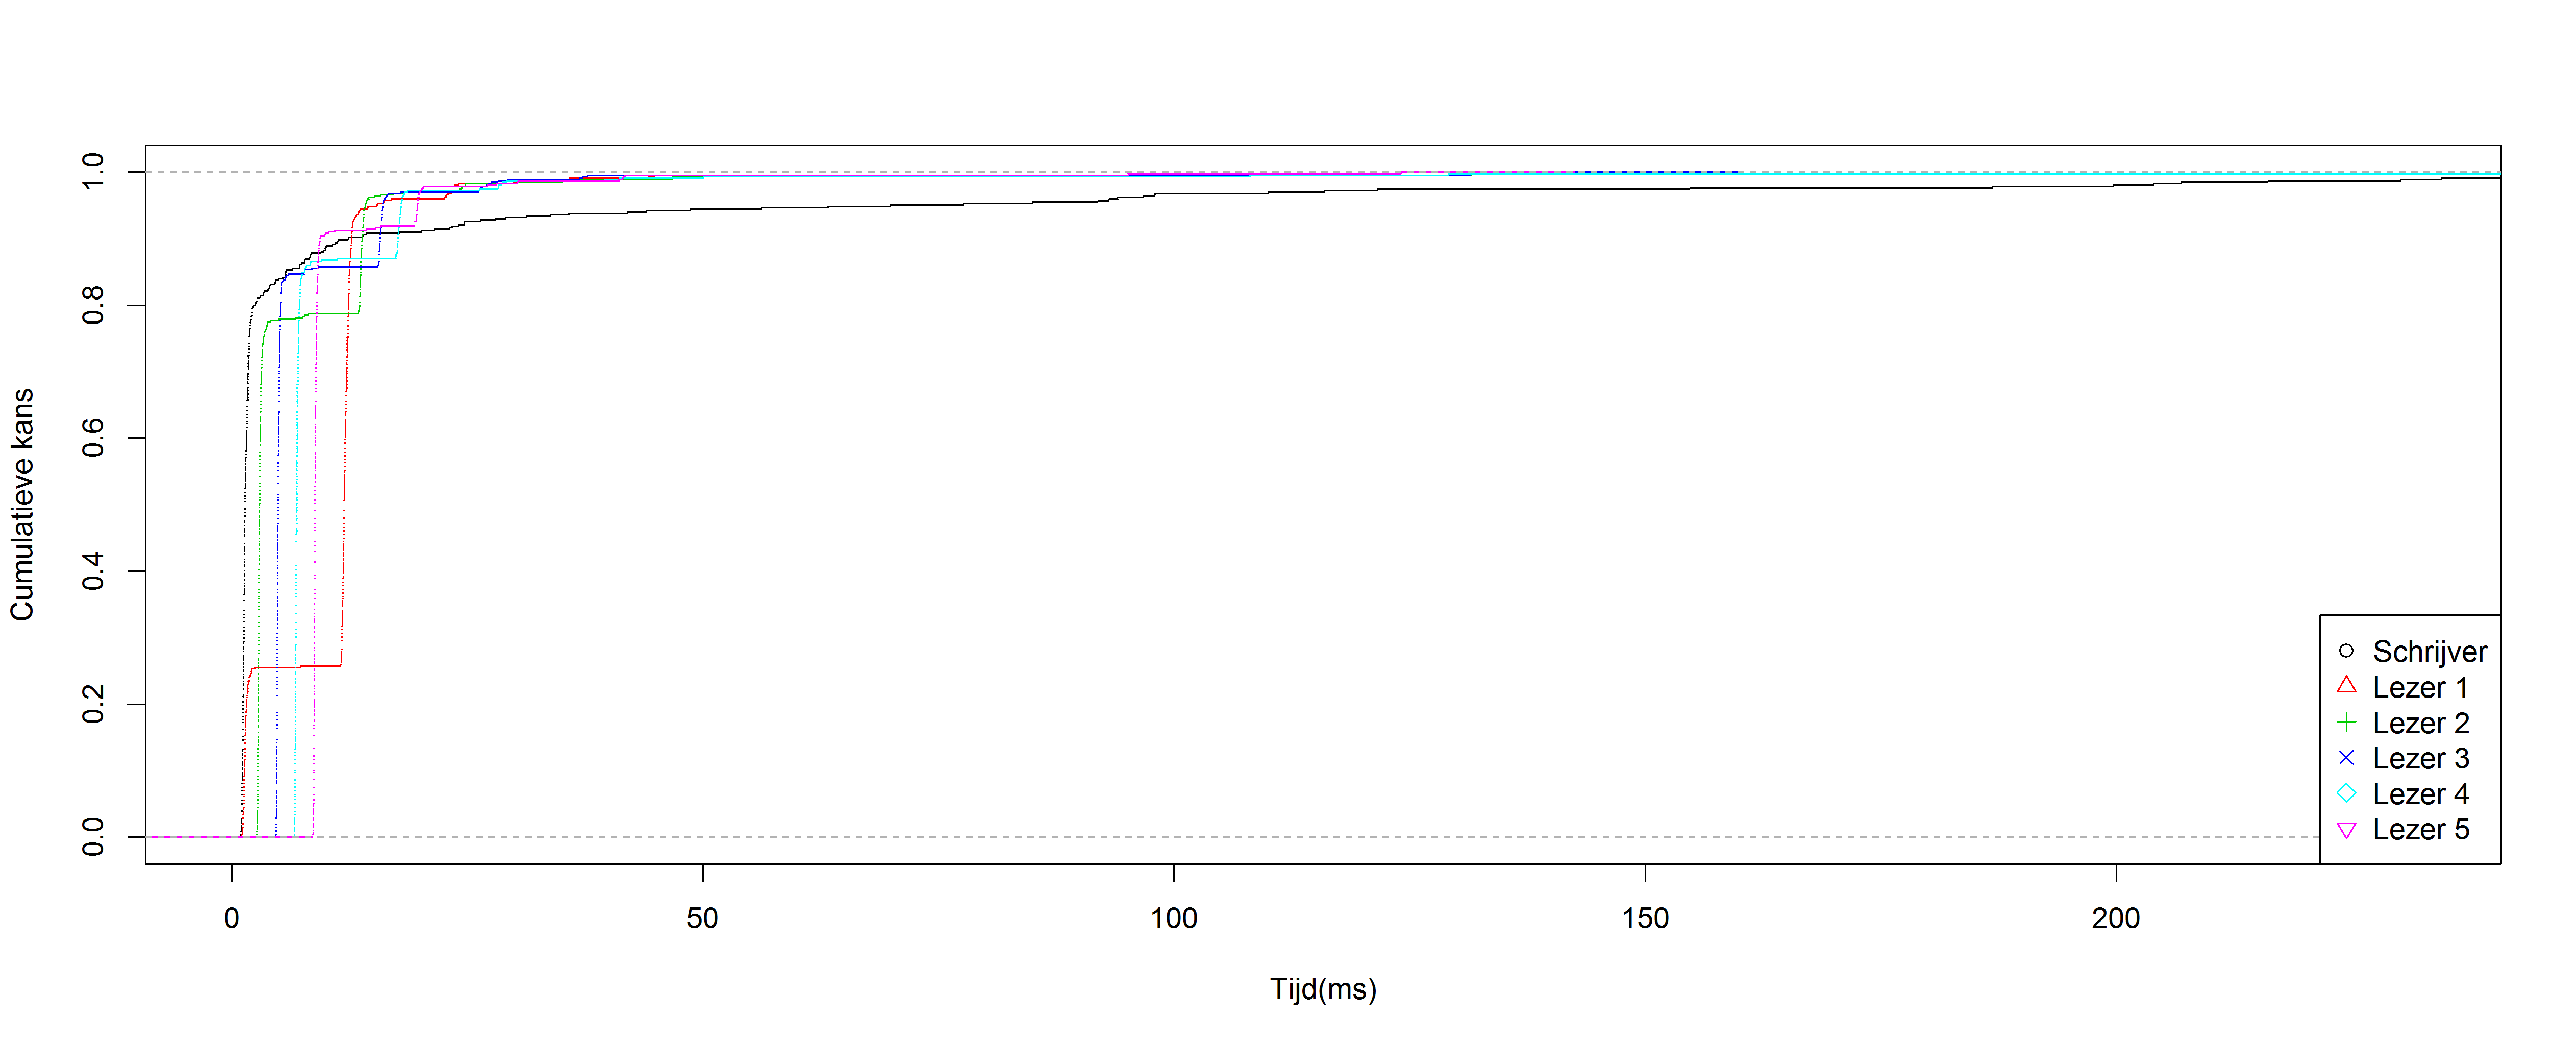 Cumulatieve kans
1.0
0.8
0.6
0.4
0.2
0.0
0 50 100 150 200
Tijd(ms)
Schrijver
Lezer 1
Lezer 2
Lezer 3
Lezer 4
Lezer 5